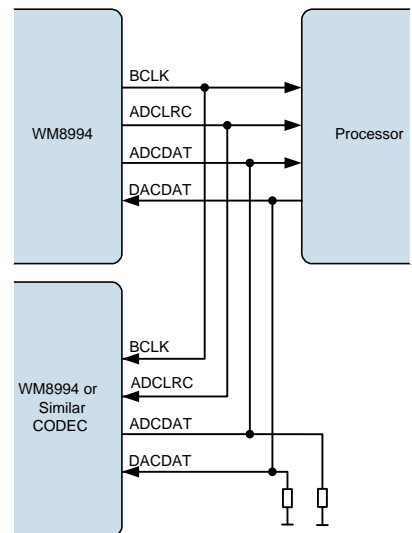 BCLK
ADCLRC
WM8994
Processor
ADCDAT
DACDAT
BCLK
ADCLRC
WM8994 or
Similar
CODEC
ADCDAT
DACDAT